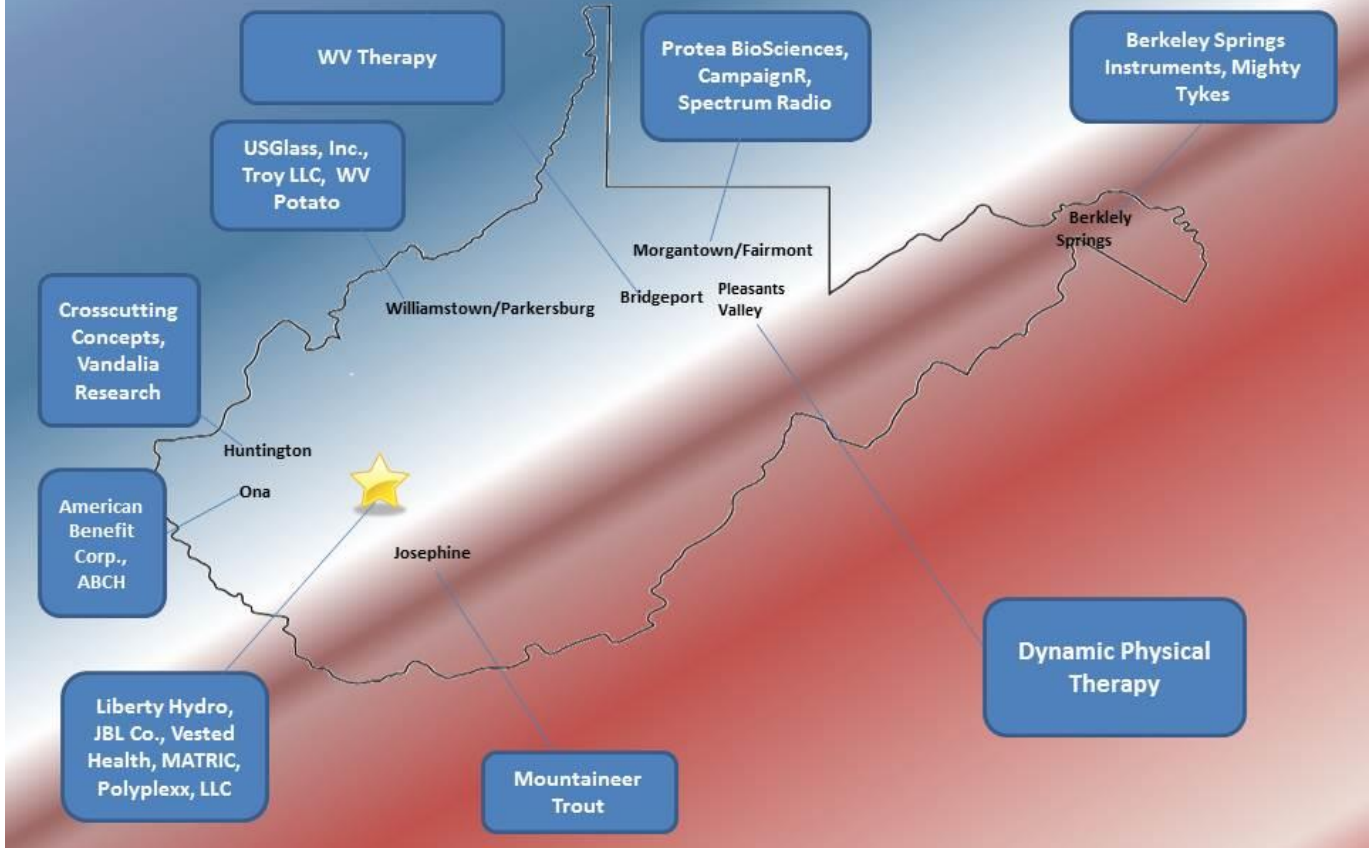 WV Therapy
Protea BioSciences,
CampaignR,
Spectrum Radio
Berkeley Springs
Instruments, Mighty
Tykes
USGlass, Inc.,
Troy LLC, WV
Potato
Berklely
Springs
Morgantown/Fairmont
Williamstown/Parkersburg
Bridgeport
Pleasants
Valley
Crosscutting
Concepts,
Vandalia
Research
Huntington
Ona
American
Benefit
Corp.,
ABCH
Josephine
Dynamic Physical
Therapy
Liberty Hydro,
JBL Co., Vested
Health, MATRIC,
Polyplexx, LLC
Mountaineer
Trout